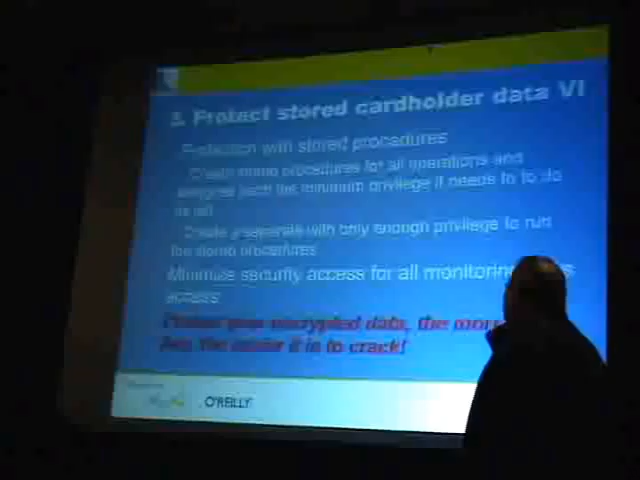 3. Protect stored cardholder data VI
Protection with stored procedures
Create procedures for all operations and
each the minimum privilege it needs to to do
its job
Create a separate with only enough privilege to run
the stored procedures
Minimize security access for all monitoring
access
Protect your encrypted data, the more
the easier it is to crack!
O'REILLY